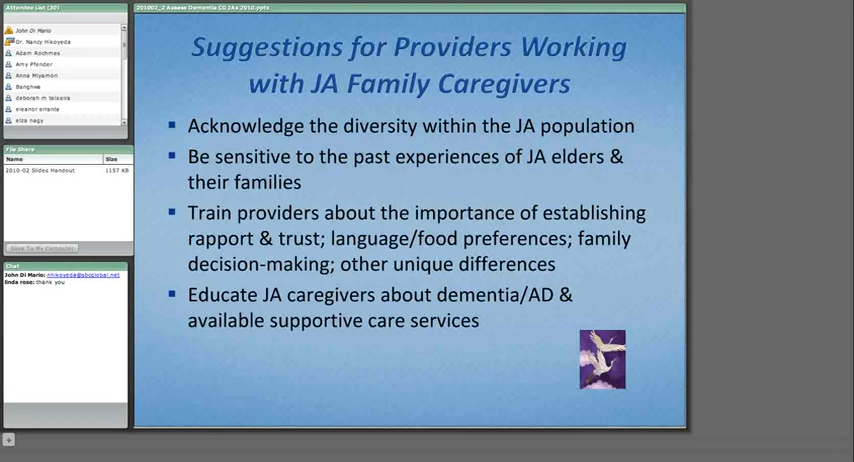 Attendee List (30)
John Di Mario
Dr. Nancy Hikoyeda
Adam Rochmes
Amy Pfender
Anna Miyamori
Banghwa
deborah m teixeira
eleanor errante
elza nagy
File Share
Name Size
2010-02 Slides Handout 1157 KB
Save To My Computer
Chat
John Di Mario: nhikoyeda@sbcglobal.net
linda rose: thank you
201002_2 Assess Dementia CG JAs 2010.pptx
Suggestions for Providers Working
with JA Family Caregivers
▪ Acknowledge the diversity within the JA population
▪ Be sensitive to the past experiences of JA elders &
their families
▪ Train providers about the importance of establishing
rapport & trust; language/food preferences; family
decision-making; other unique differences
▪ Educate JA caregivers about dementia/AD &
available supportive care services